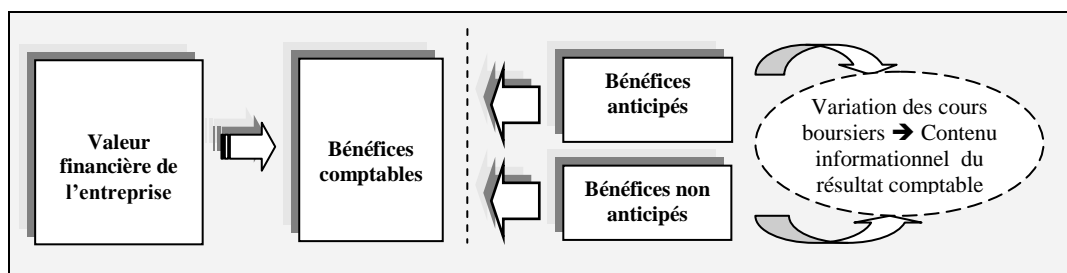 Valeur
financière de
l’entreprise
Bénéfices
comptables
Bénéfices
anticipés
Bénéfices non
anticipés
Variation des cours
boursiers ➔ Contenu
informationnel du
résultat comptable